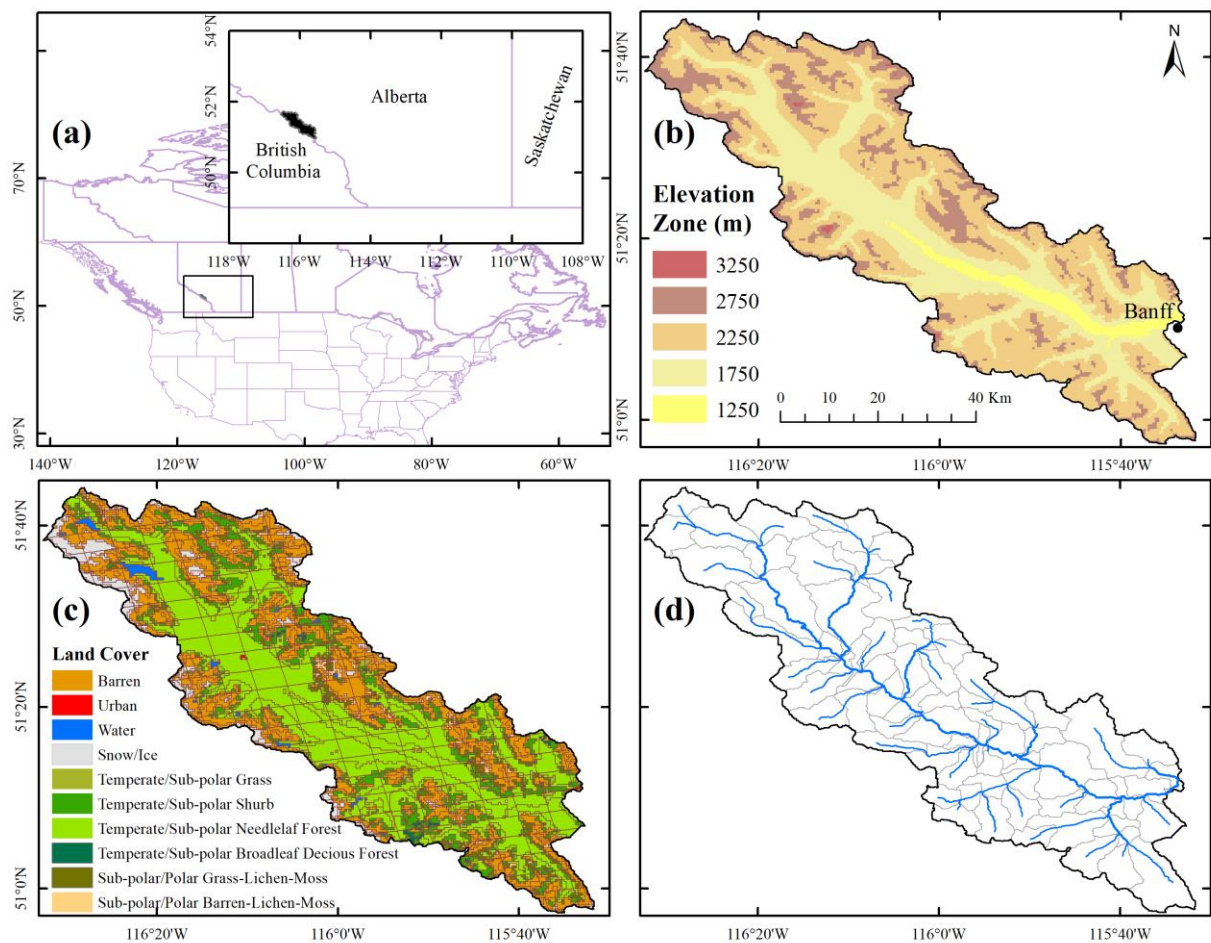 (a)
54°N
52°N
50°N
Alberta
British
Columbia
Saskatchewan
118°W
116°W
114°W
112°W
110°W
108°W
70°N
50°N
30°N
140°W
120°W
100°W
80°W
60°W
(b)
N
51°40'N
51°20'N
51°0'N
Elevation
Zone (m)
3250
2750
2250
1750
1250
Banff
0 10 20 40 Km
116°20'W
116°0'W
115°40'W
(c)
51°40'N
51°20'N
51°0'N
Land Cover
Barren
Urban
Water
Snow/Ice
Temperate/Sub-polar Grass
Temperate/Sub-polar Shurb
Temperate/Sub-polar Needlelaf Forest
Temperate/Sub-polar Broadleaf Decious Forest
Sub-polar/Polar Grass-Lichen-Moss
Sub-polar/Polar Barren-Lichen-Moss
116°20'W
116°0'W
115°40'W
(d)
116°20'W
116°0'W
115°40'W